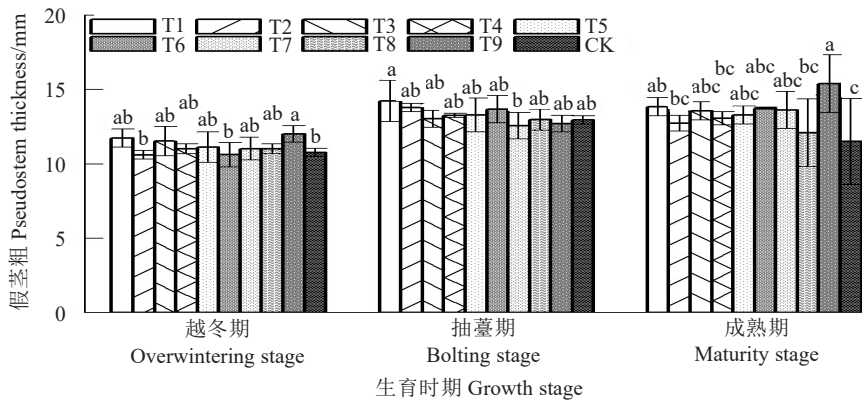 假茎粗 Pseudostem thickness/mm
20
15
10
5
0
T1 T2 T3 T4 T5
T6 T7 T8 T9 CK
ab b ab ab ab b ab ab a b
a ab ab ab ab ab b ab ab ab
ab bc abc bc abc abc abc bc a c
越冬期 抽薹期 成熟期
Overwintering stage Bolting stage Maturity stage
生育时期 Growth stage